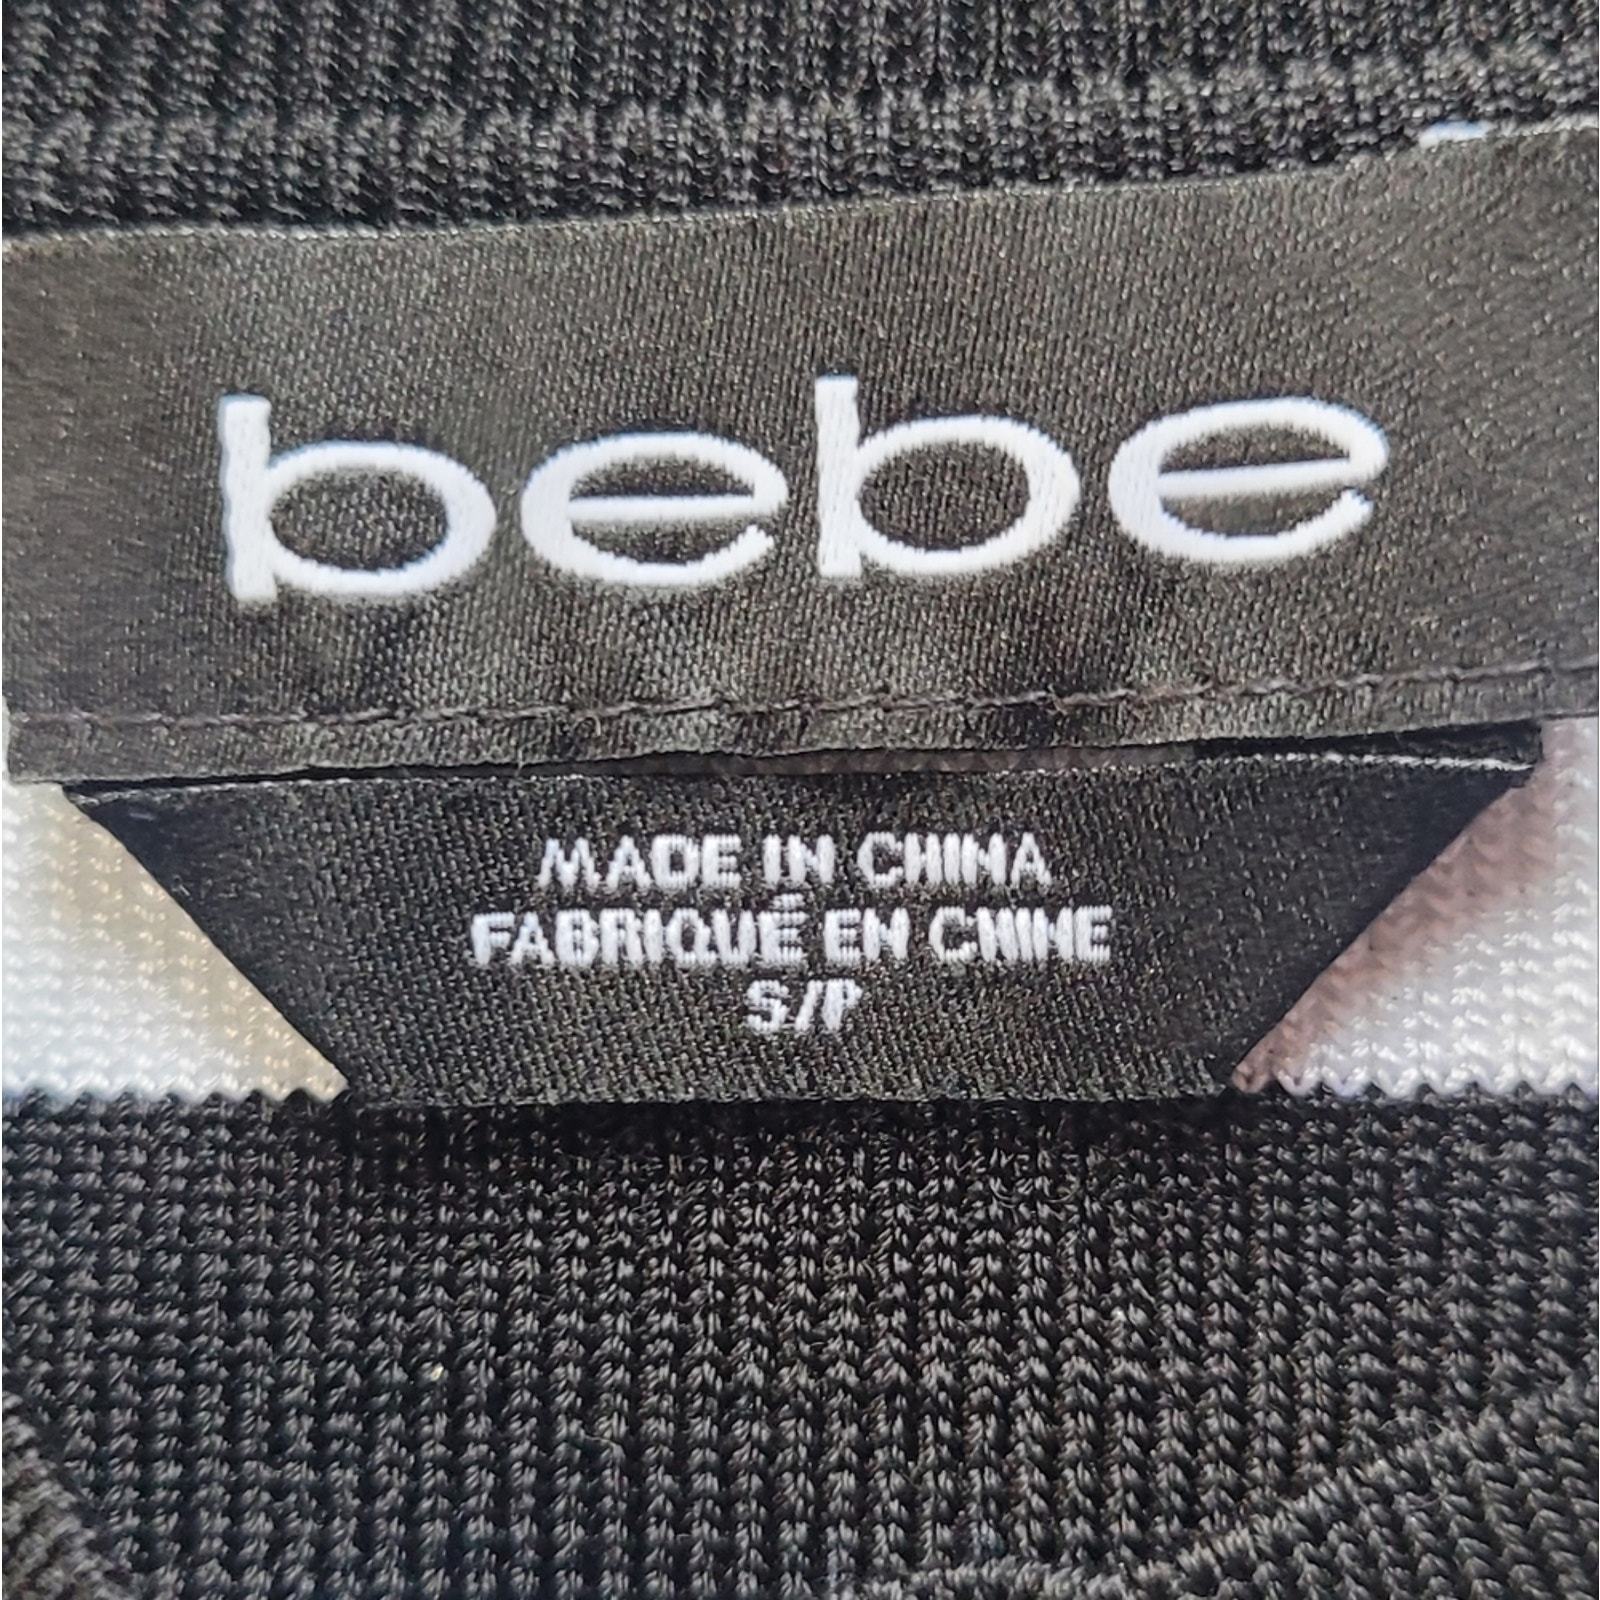 bebe
MADE IN CHINA
FABRIQUÉ EN CHINE
S/P